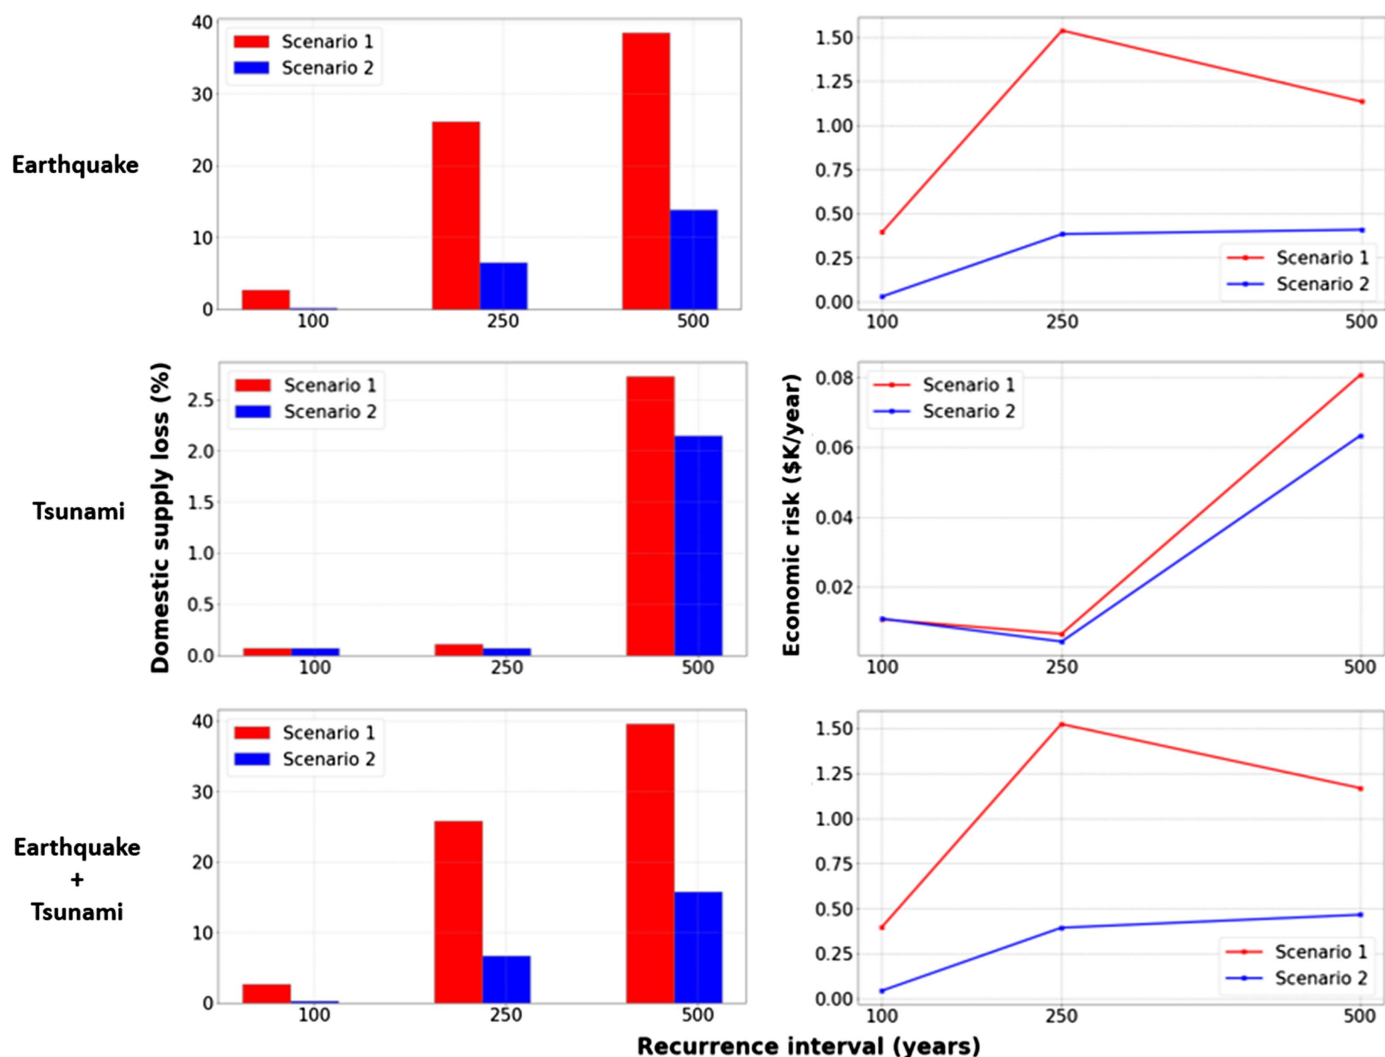 Earthquake
40
30
20
10
0
Scenario 1
Scenario 2
100 250 500
1.50
1.25
1.00
0.75
0.50
0.25
0.00
Scenario 1
Scenario 2
100 250 500
Tsunami
Domestic supply loss (%)
2.5
2.0
1.5
1.0
0.5
0.0
Scenario 1
Scenario 2
100 250 500
Economic risk ($K/year)
0.08
0.06
0.04
0.02
Scenario 1
Scenario 2
100 250 500
Earthquake
+
Tsunami
40
30
20
10
0
Scenario 1
Scenario 2
100 250 500
1.50
1.25
1.00
0.75
0.50
0.25
0.00
Scenario 1
Scenario 2
100 250 500
Recurrence interval (years)